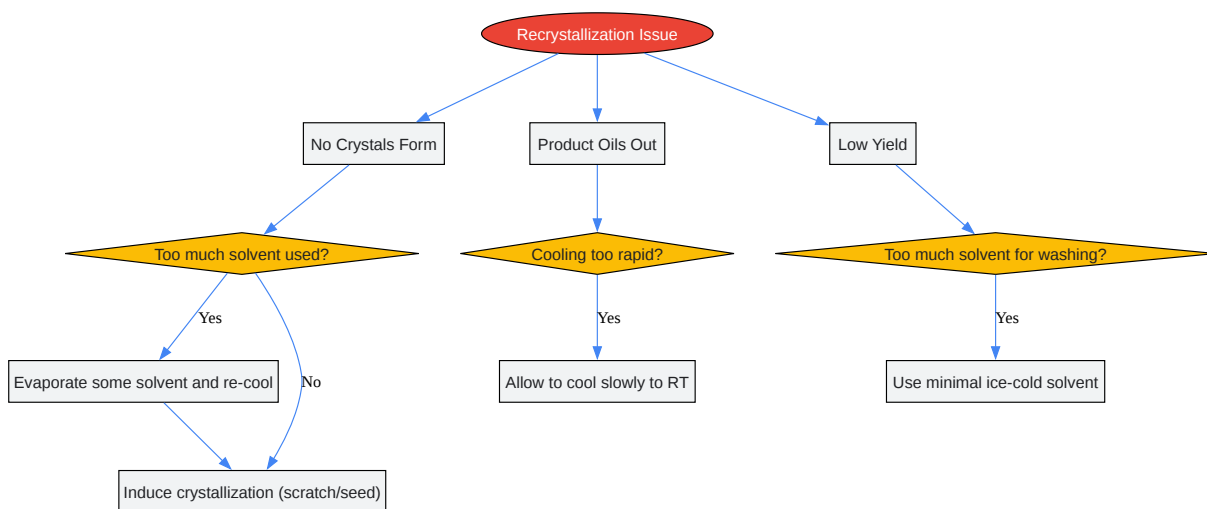 Recrystallization Issue
No Crystals Form
Product Oils Out
Low Yield
Too much solvent used?
Cooling too rapid?
Too much solvent for washing?
Yes
Yes
Yes
Evaporate some solvent and re-cool
No
Allow to cool slowly to RT
Use minimal ice-cold solvent
Induce crystallization (scratch/seed)